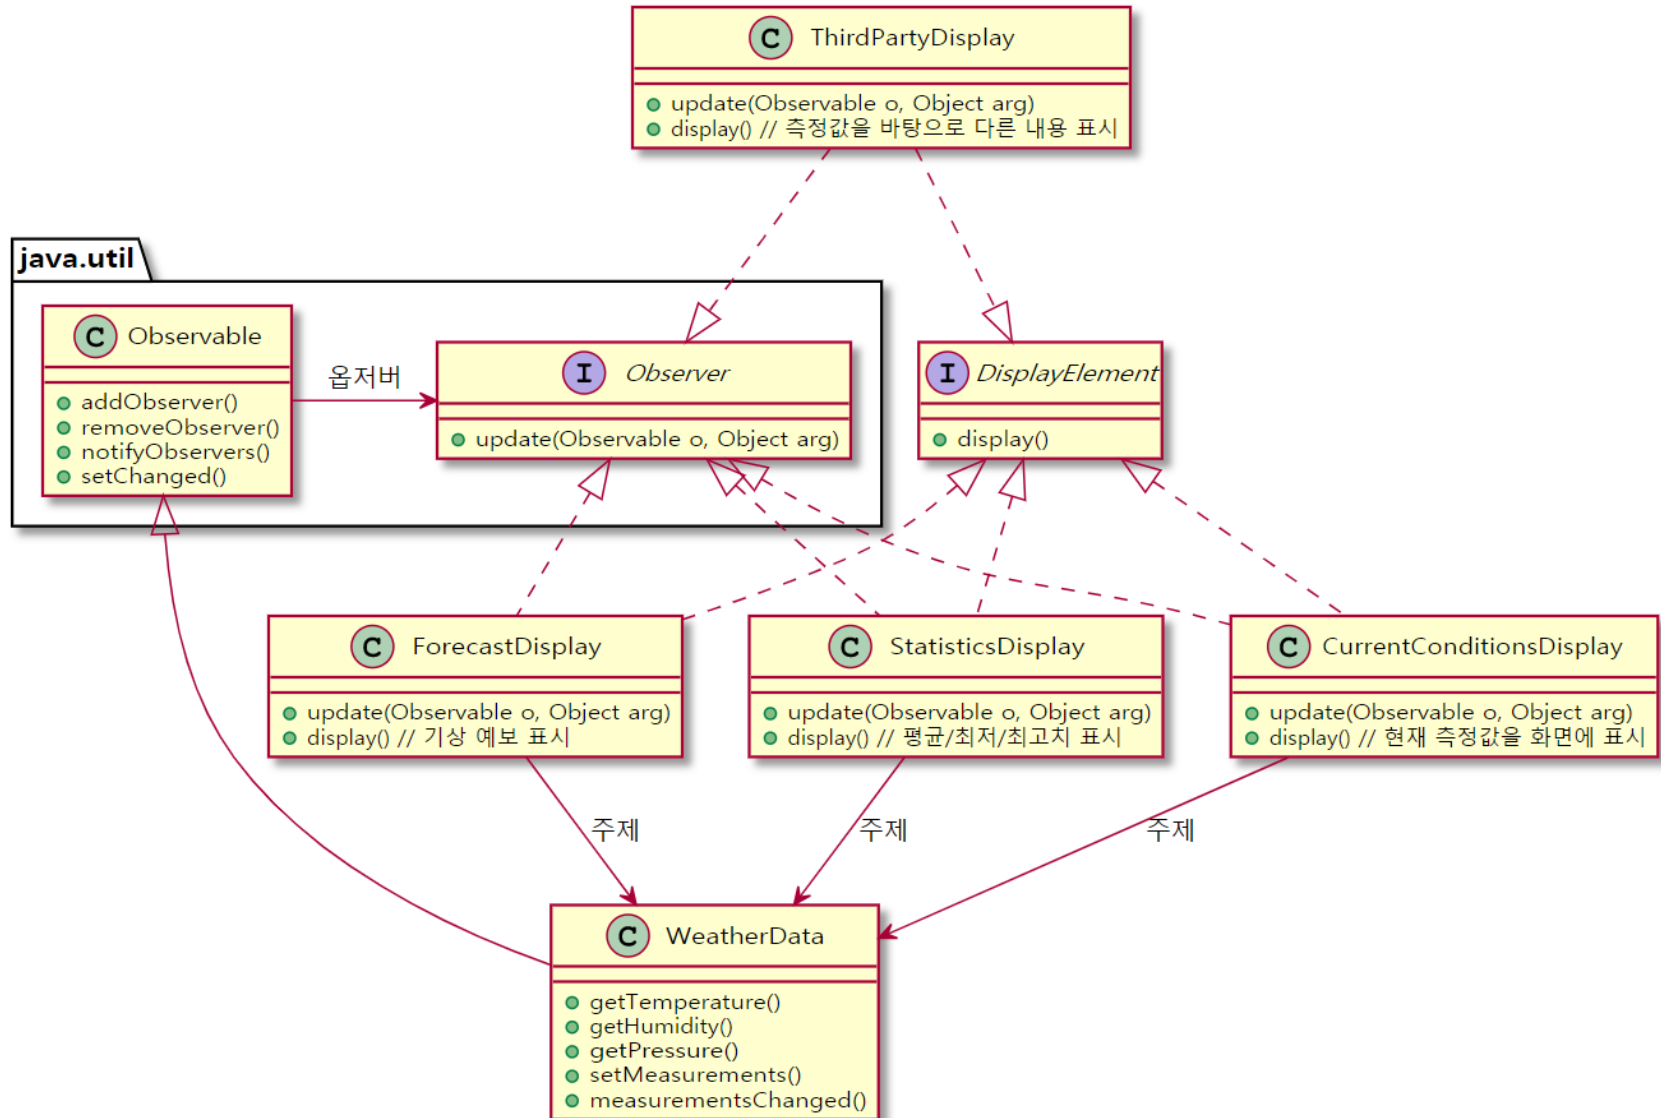 C ThirdPartyDisplay
update(Observable o, Object arg)
display() // 측정값을 바탕으로 다른 내용 표시
java.util
C Observable
addObserver()
removeObserver()
notifyObservers()
setChanged()
옵저버
I Observer
update(Observable o, Object arg)
I DisplayElement
display()
C ForecastDisplay
update(Observable o, Object arg)
display() // 기상 예보 표시
C StatisticsDisplay
update(Observable o, Object arg)
display() // 평균/최저/최고치 표시
C CurrentConditionsDisplay
update(Observable o, Object arg)
display() // 현재 측정값을 화면에 표시
주제
주제
주제
C WeatherData
getTemperature()
getHumidity()
getPressure()
setMeasurements()
measurementsChanged()